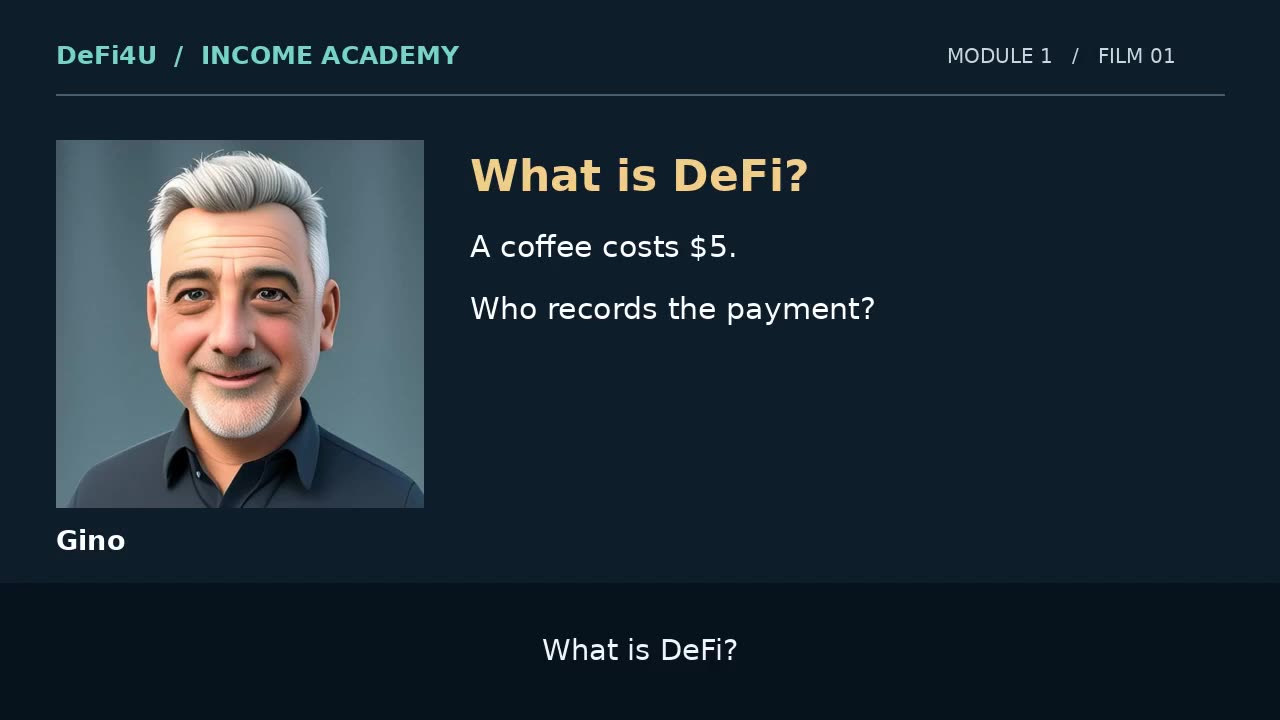 DeFi4U / INCOME ACADEMY
MODULE 1 / FILM 01
What is DeFi?
A coffee costs $5.
Who records the payment?
Gino
What is DeFi?